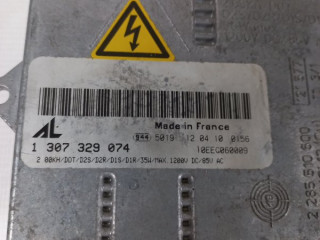 Made in France
AL 944 5019 12 04 10 0156
1 307 329 074 10EEC060009
2.00KH/DOT/D2S/D2R/D1S/D1R/35W/MAX.1200V DC/85V AC